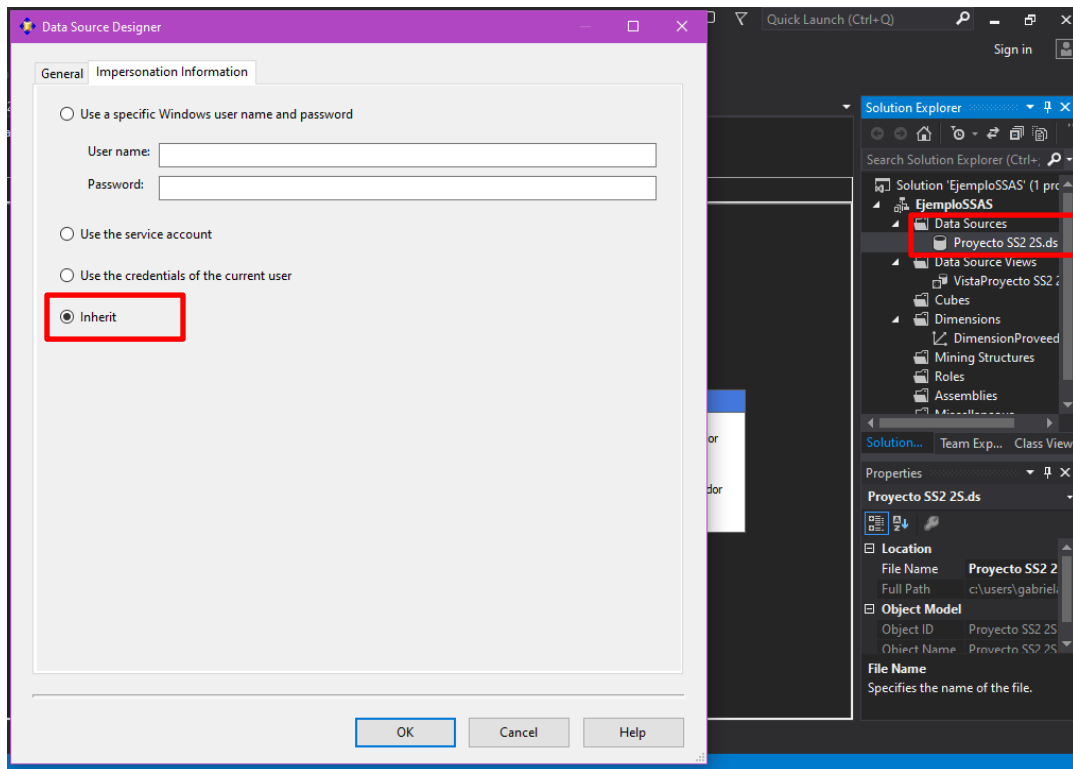 Data Source Designer
General
Impersonation Information
Use a specific Windows user name and password
User name:
Password:
Use the service account
Use the credentials of the current user
Inherit
OK
Cancel
Help
Quick Launch (Ctrl+Q)
Sign in
Solution Explorer
Search Solution Explorer (Ctrl+;
Solution 'EjemploSSAS' (1 pro
EjemploSSAS
Data Sources
Proyecto SS2 2S.ds
Data Source Views
VistaProyecto SS2 2
Cubes
Dimensions
DimensionProveed
Mining Structures
Roles
Assemblies
Miscellaneous
or
dor
Solution...
Team Exp...
Class View
Properties
Proyecto SS2 2S.ds
Location
File Name
Proyecto SS2 2
Full Path
c:\users\gabriela
Object Model
Object ID
Proyecto SS2 2S
Object Name
Proyecto SS2 2S
File Name
Specifies the name of the file.